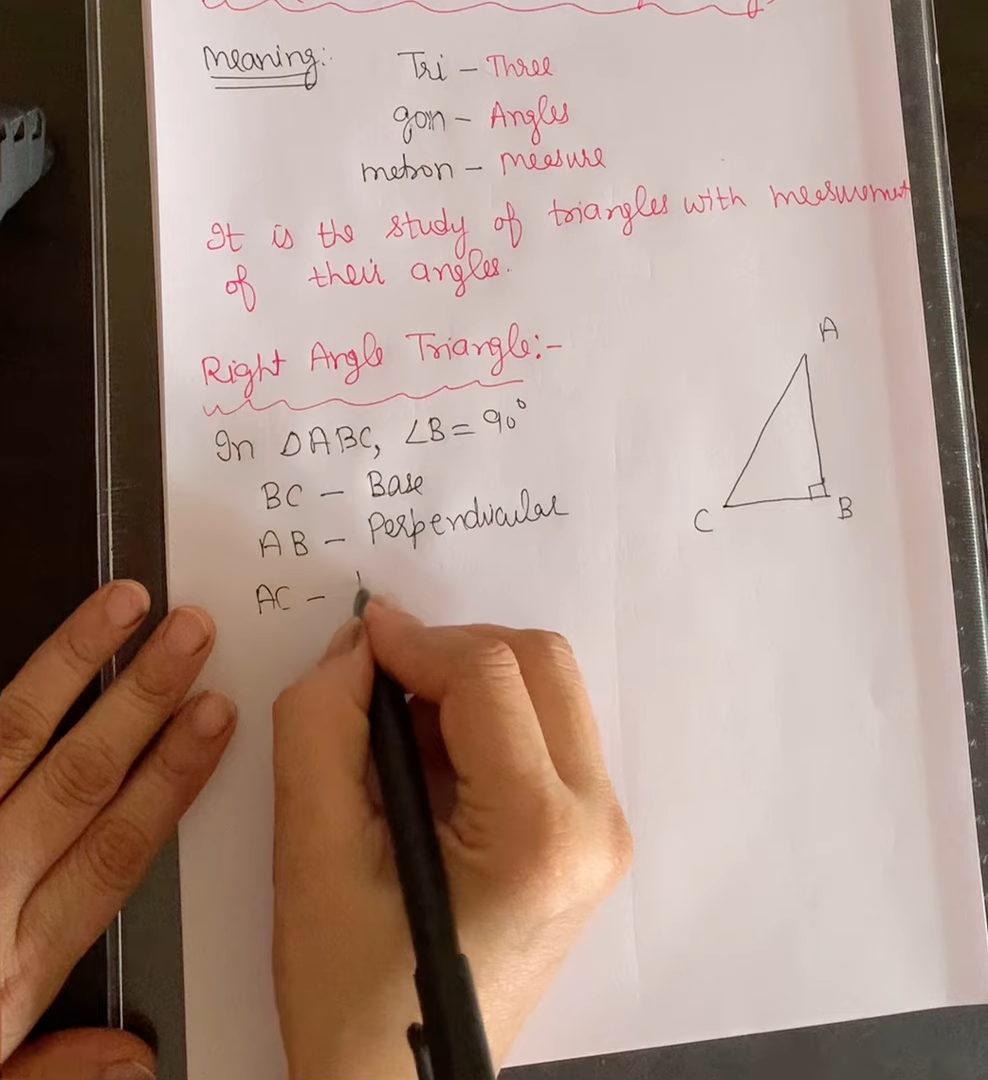 Meaning:
Tri - Three
gon - Angles
metron - Measure
It is the study of triangles with measurement
of their angles.
Right Angle Triangle:-
In ΔABC, ∠B = 90°
BC - Base
AB - Perpendicular
AC -
A
C
B